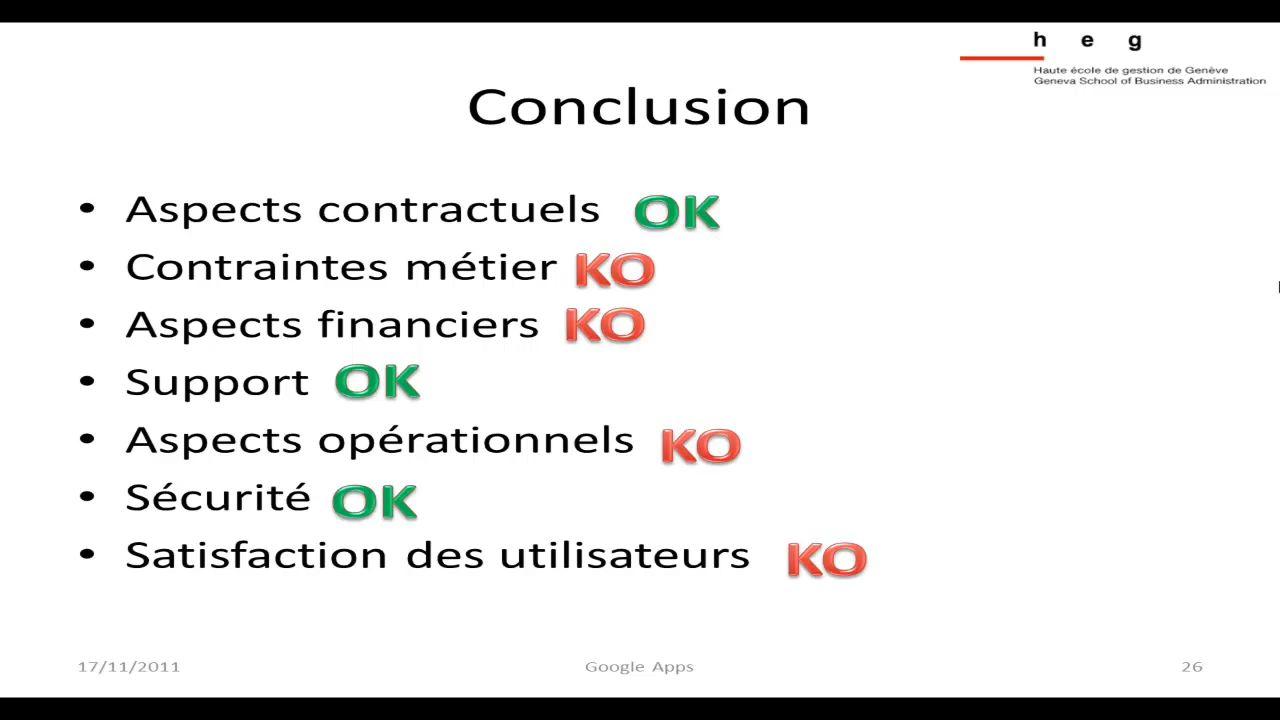 h e g
Haute école de gestion de Genève
Geneva School of Business Administration
Conclusion
• Aspects contractuels OK
• Contraintes métier KO
• Aspects financiers KO
• Support OK
• Aspects opérationnels KO
• Sécurité OK
• Satisfaction des utilisateurs KO
17/11/2011 Google Apps 26